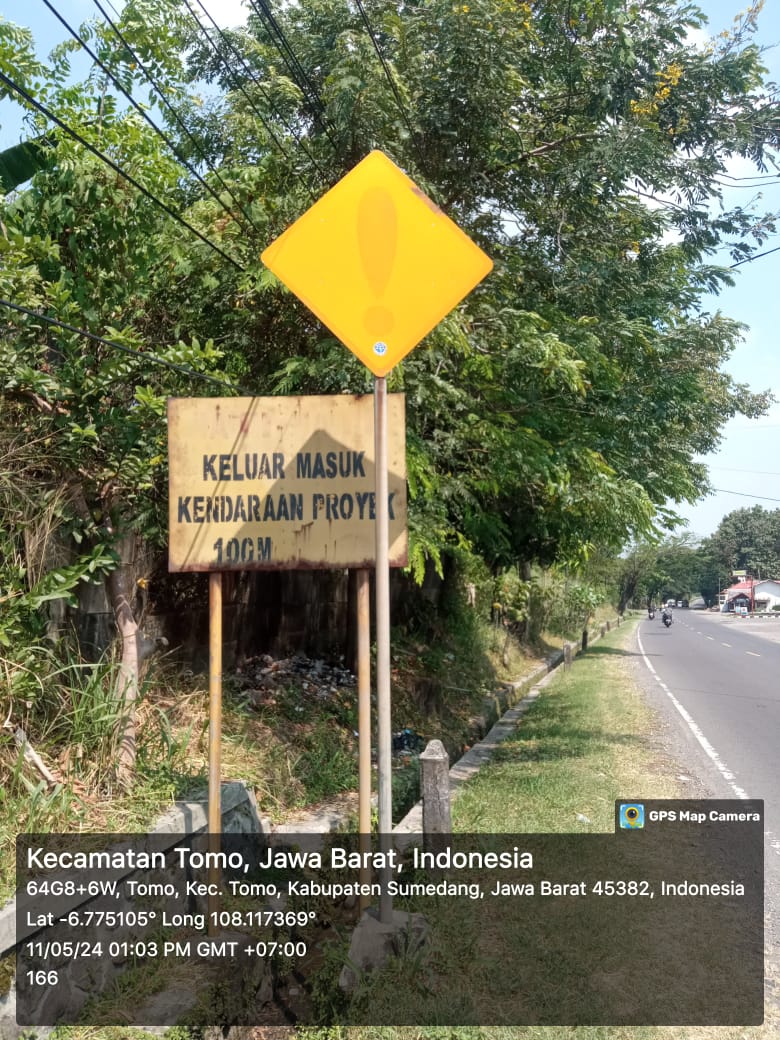 KELUAR MASUK
KENDARAAN PROYEK
100M
GPS Map Camera
Kecamatan Tomo, Jawa Barat, Indonesia
64G8+6W, Tomo, Kec. Tomo, Kabupaten Sumedang, Jawa Barat 45382, Indonesia
Lat -6.775105° Long 108.117369°
11/05/24 01:03 PM GMT +07:00
166